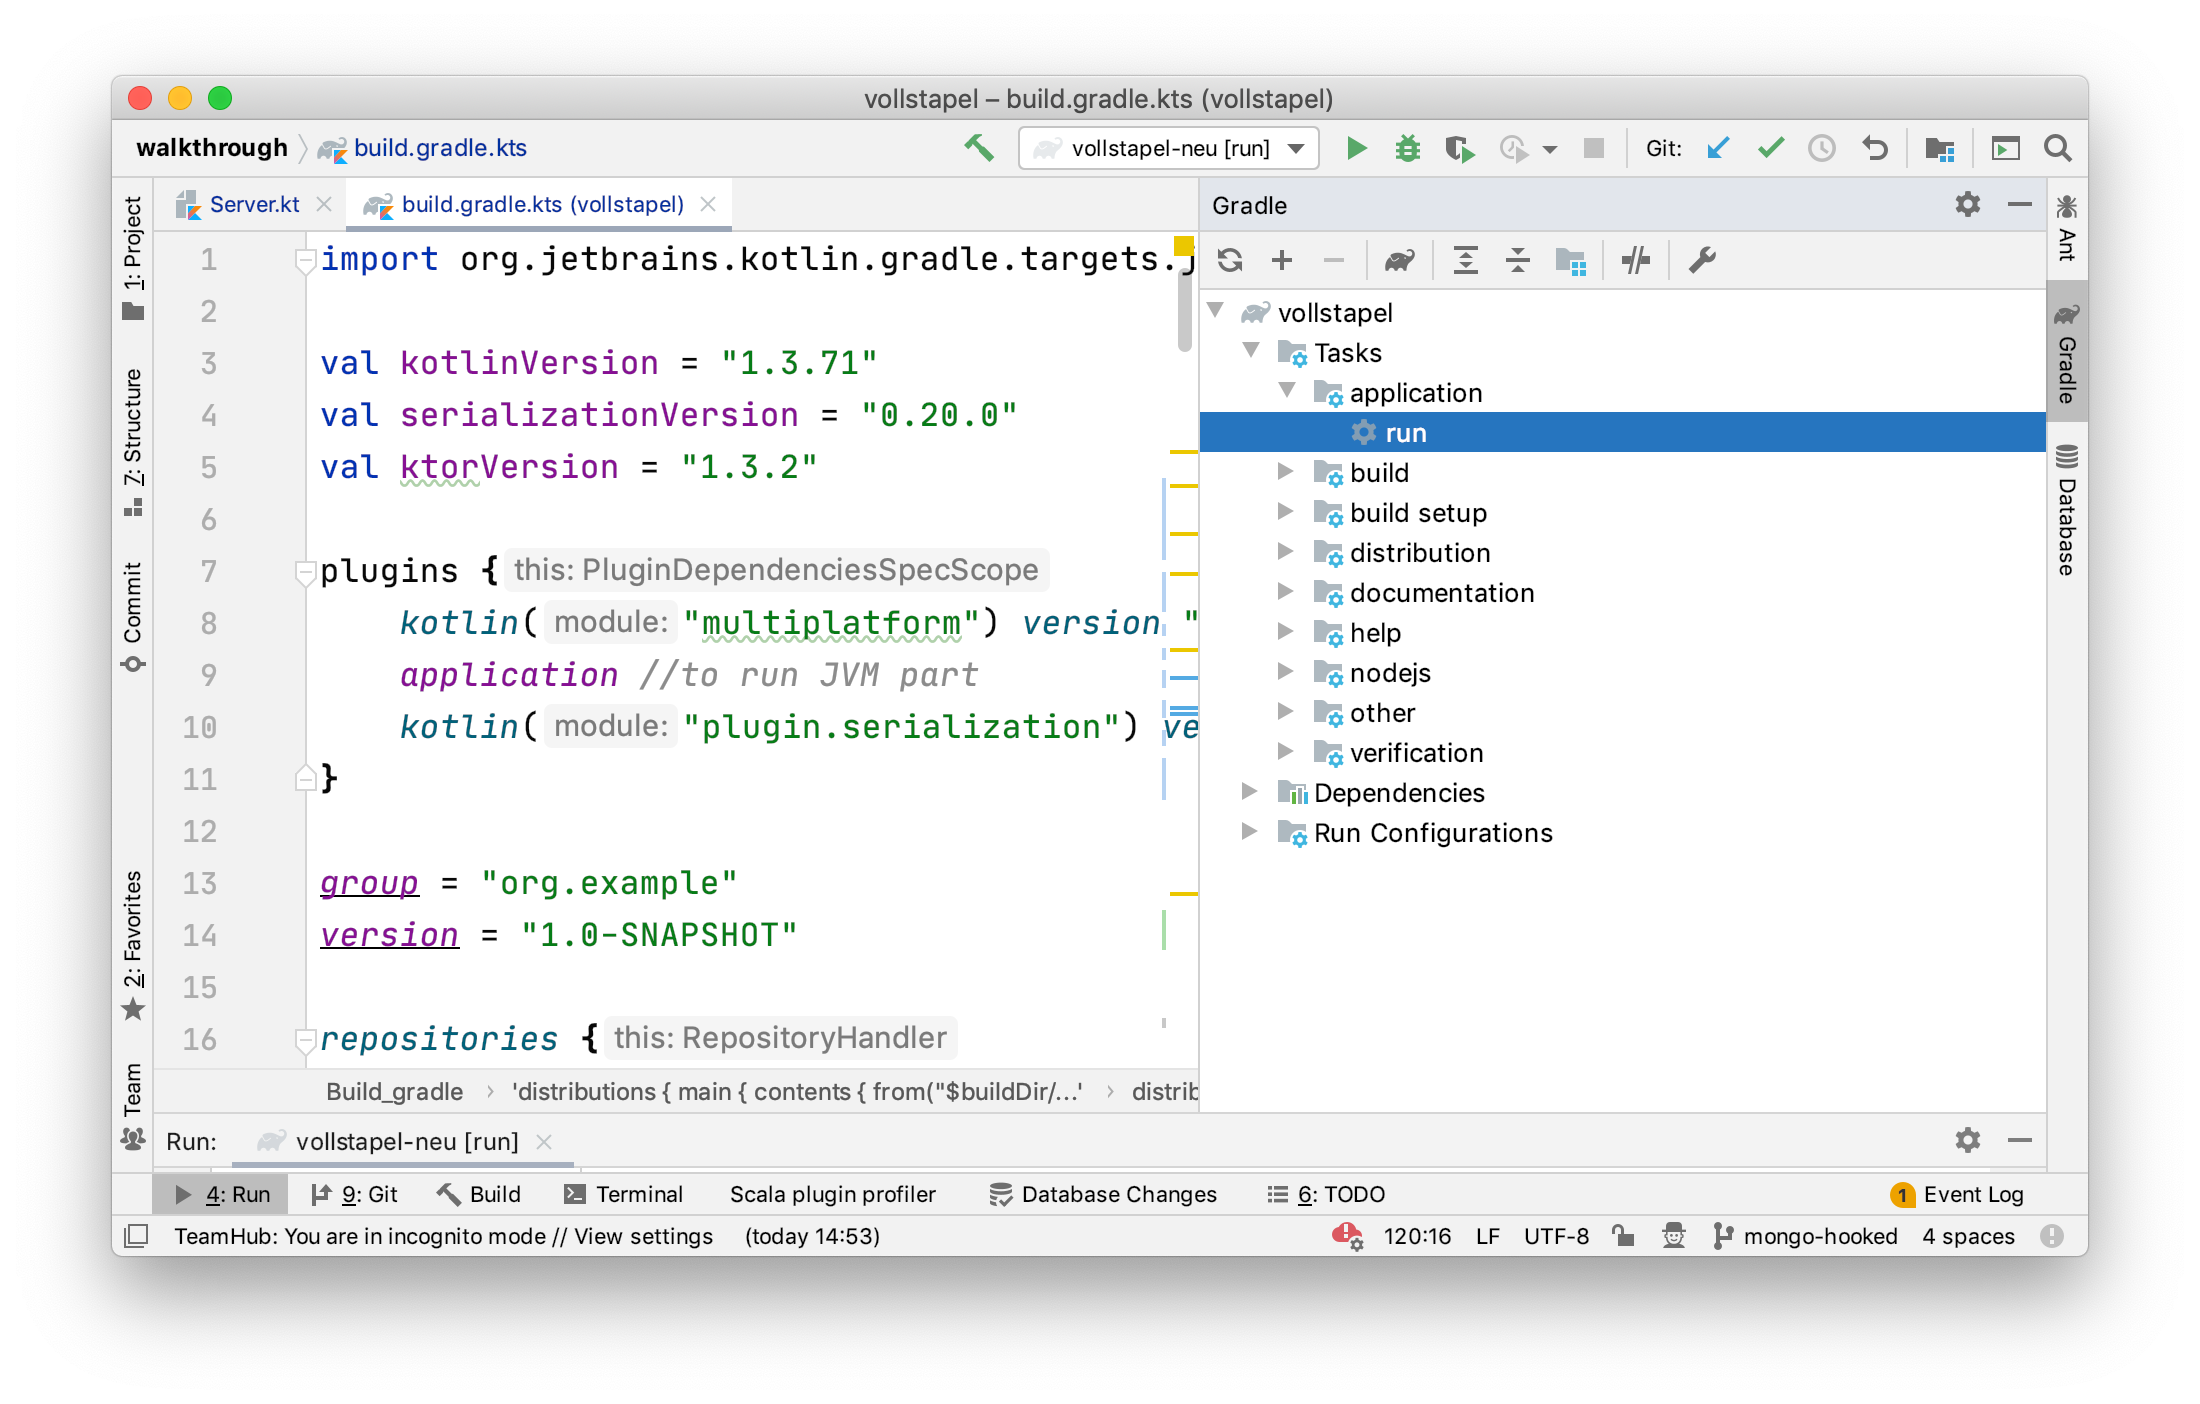 vollstapel – build.gradle.kts (vollstapel)
walkthrough build.gradle.kts vollstapel-neu [run] Git:
Server.kt build.gradle.kts (vollstapel)
1 import org.jetbrains.kotlin.gradle.targets.j
2
3 val kotlinVersion = "1.3.71"
4 val serializationVersion = "0.20.0"
5 val ktorVersion = "1.3.2"
6
7 plugins { this: PluginDependenciesSpecScope
8 kotlin( module: "multiplatform") version "
9 application //to run JVM part
10 kotlin( module: "plugin.serialization") ve
11 }
12
13 group = "org.example"
14 version = "1.0-SNAPSHOT"
15
16 repositories { this: RepositoryHandler
Build_gradle › 'distributions { main { contents { from("$buildDir/...' › distrib
Gradle
vollstapel
Tasks
application
run
build
build setup
distribution
documentation
help
nodejs
other
verification
Dependencies
Run Configurations
1: Project
7: Structure
Commit
2: Favorites
Team
Ant
Gradle
Database
Run: vollstapel-neu [run]
4: Run 9: Git Build Terminal Scala plugin profiler Database Changes 6: TODO 1 Event Log
TeamHub: You are in incognito mode // View settings (today 14:53) 120:16 LF UTF-8 mongo-hooked 4 spaces